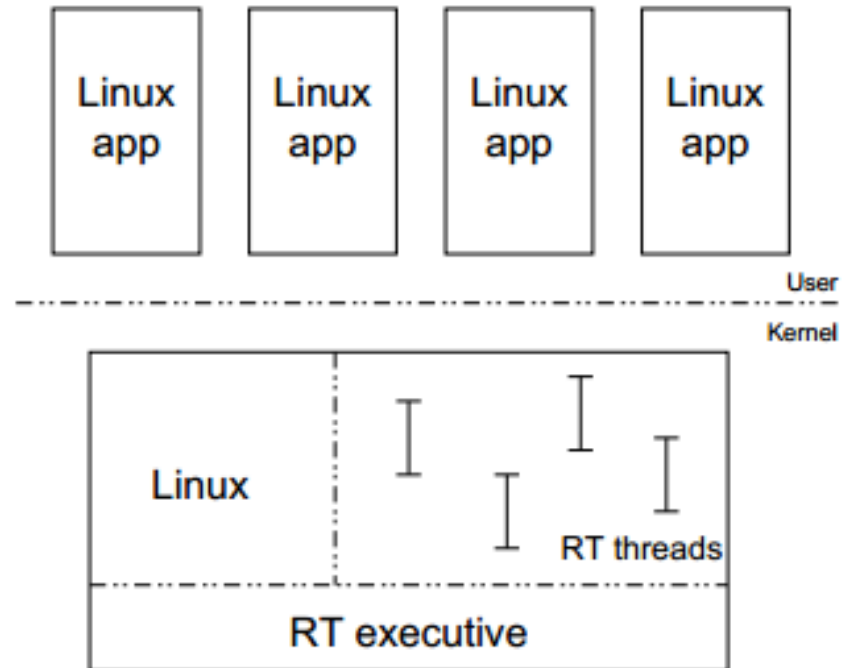 Linux
app
Linux
app
Linux
app
Linux
app
User
Kernel
Linux
RT threads
RT executive